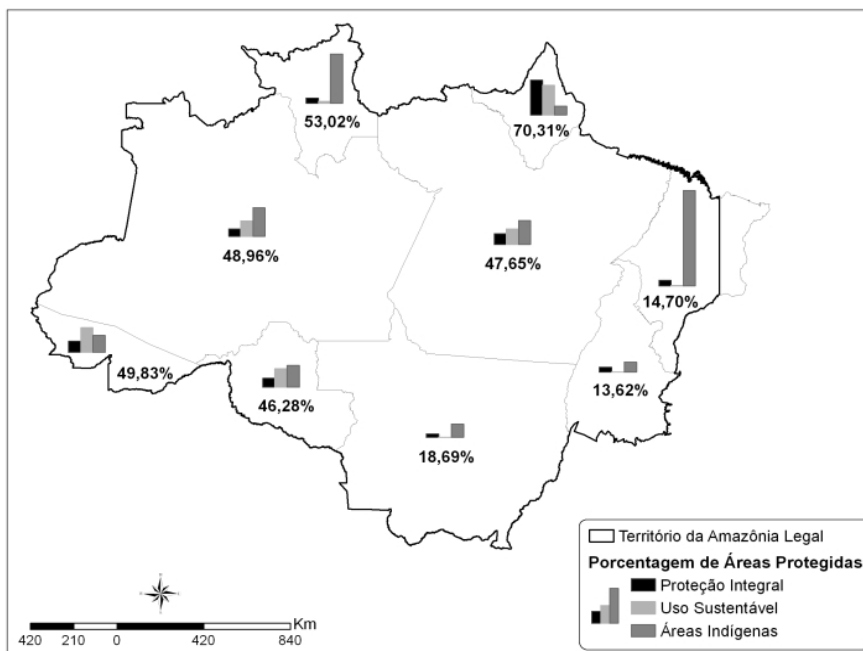 53,02%
70,31%
48,96%
47,65%
14,70%
49,83%
46,28%
13,62%
18,69%
Território da Amazônia Legal
Porcentagem de Áreas Protegidas
Proteção Integral
Uso Sustentável
Áreas Indígenas
Km
420 210 0 420 840